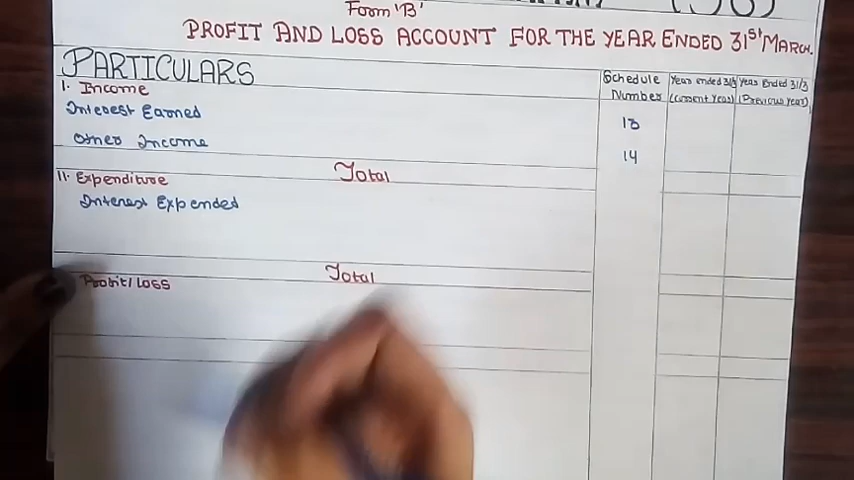 Form 'B'
PROFIT AND LOSS ACCOUNT FOR THE YEAR ENDED 31st MARCH.
PARTICULARS
Schedule Number
Year ended 31/3 (Current Year)
Year Ended 31/3 (Previous Year)
I. Income
Interest Earned 13
Other Income 14
Total
II. Expenditure
Interest Expended
Total
Profit/Loss